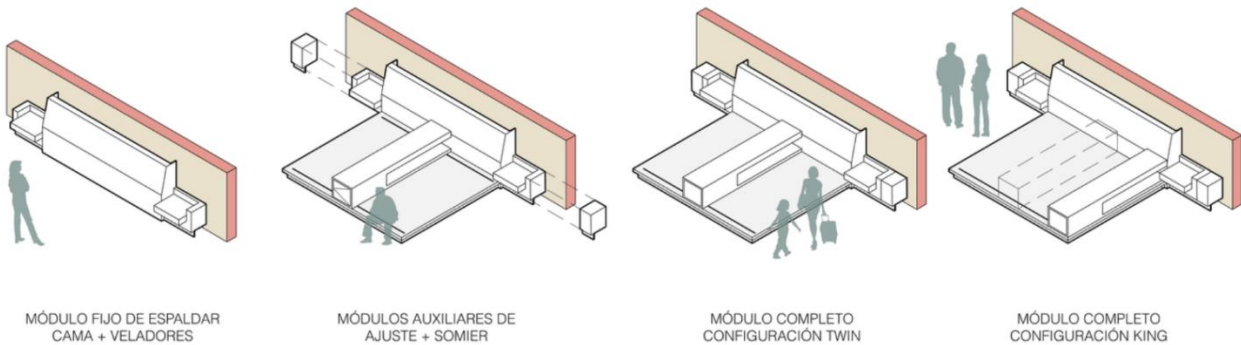 MÓDULO FIJO DE ESPALDAR
CAMA + VELADORES
MÓDULOS AUXILIARES DE
AJUSTE + SOMIER
MÓDULO COMPLETO
CONFIGURACIÓN TWIN
MÓDULO COMPLETO
CONFIGURACIÓN KING